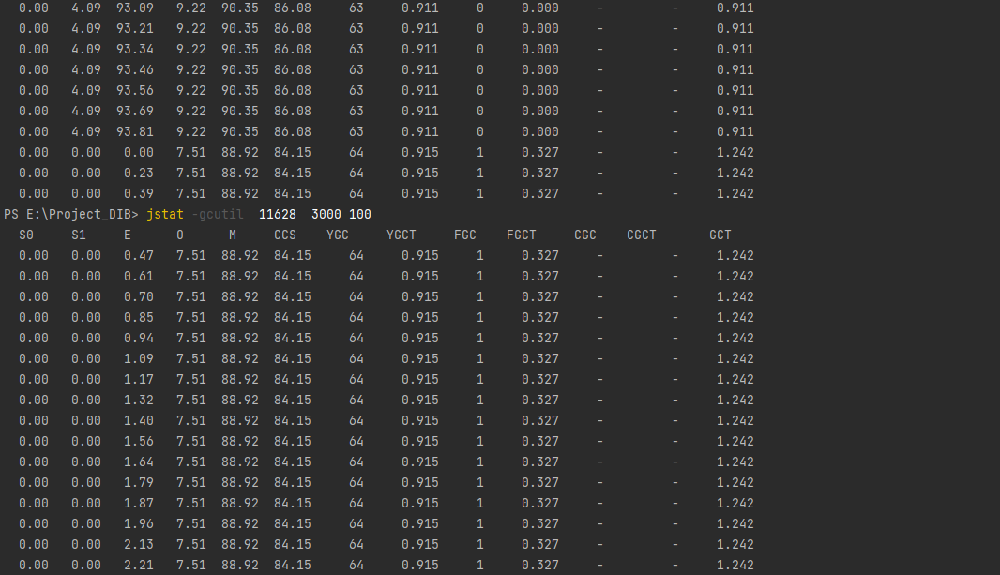 0.00   4.09  93.09   9.22  90.35  86.08     63     0.911     0     0.000     -         -     0.911
0.00   4.09  93.21   9.22  90.35  86.08     63     0.911     0     0.000     -         -     0.911
0.00   4.09  93.34   9.22  90.35  86.08     63     0.911     0     0.000     -         -     0.911
0.00   4.09  93.46   9.22  90.35  86.08     63     0.911     0     0.000     -         -     0.911
0.00   4.09  93.56   9.22  90.35  86.08     63     0.911     0     0.000     -         -     0.911
0.00   4.09  93.69   9.22  90.35  86.08     63     0.911     0     0.000     -         -     0.911
0.00   4.09  93.81   9.22  90.35  86.08     63     0.911     0     0.000     -         -     0.911
0.00   0.00   0.00   7.51  88.92  84.15     64     0.915     1     0.327     -         -     1.242
0.00   0.00   0.23   7.51  88.92  84.15     64     0.915     1     0.327     -         -     1.242
0.00   0.00   0.39   7.51  88.92  84.15     64     0.915     1     0.327     -         -     1.242
PS E:\Project_DIB> jstat -gcutil  11628  3000 100
S0     S1     E      O      M     CCS    YGC     YGCT     FGC    FGCT     CGC    CGCT       GCT
0.00   0.00   0.47   7.51  88.92  84.15     64     0.915     1     0.327     -         -     1.242
0.00   0.00   0.61   7.51  88.92  84.15     64     0.915     1     0.327     -         -     1.242
0.00   0.00   0.70   7.51  88.92  84.15     64     0.915     1     0.327     -         -     1.242
0.00   0.00   0.85   7.51  88.92  84.15     64     0.915     1     0.327     -         -     1.242
0.00   0.00   0.94   7.51  88.92  84.15     64     0.915     1     0.327     -         -     1.242
0.00   0.00   1.09   7.51  88.92  84.15     64     0.915     1     0.327     -         -     1.242
0.00   0.00   1.17   7.51  88.92  84.15     64     0.915     1     0.327     -         -     1.242
0.00   0.00   1.32   7.51  88.92  84.15     64     0.915     1     0.327     -         -     1.242
0.00   0.00   1.40   7.51  88.92  84.15     64     0.915     1     0.327     -         -     1.242
0.00   0.00   1.56   7.51  88.92  84.15     64     0.915     1     0.327     -         -     1.242
0.00   0.00   1.64   7.51  88.92  84.15     64     0.915     1     0.327     -         -     1.242
0.00   0.00   1.79   7.51  88.92  84.15     64     0.915     1     0.327     -         -     1.242
0.00   0.00   1.87   7.51  88.92  84.15     64     0.915     1     0.327     -         -     1.242
0.00   0.00   1.96   7.51  88.92  84.15     64     0.915     1     0.327     -         -     1.242
0.00   0.00   2.13   7.51  88.92  84.15     64     0.915     1     0.327     -         -     1.242
0.00   0.00   2.21   7.51  88.92  84.15     64     0.915     1     0.327     -         -     1.242